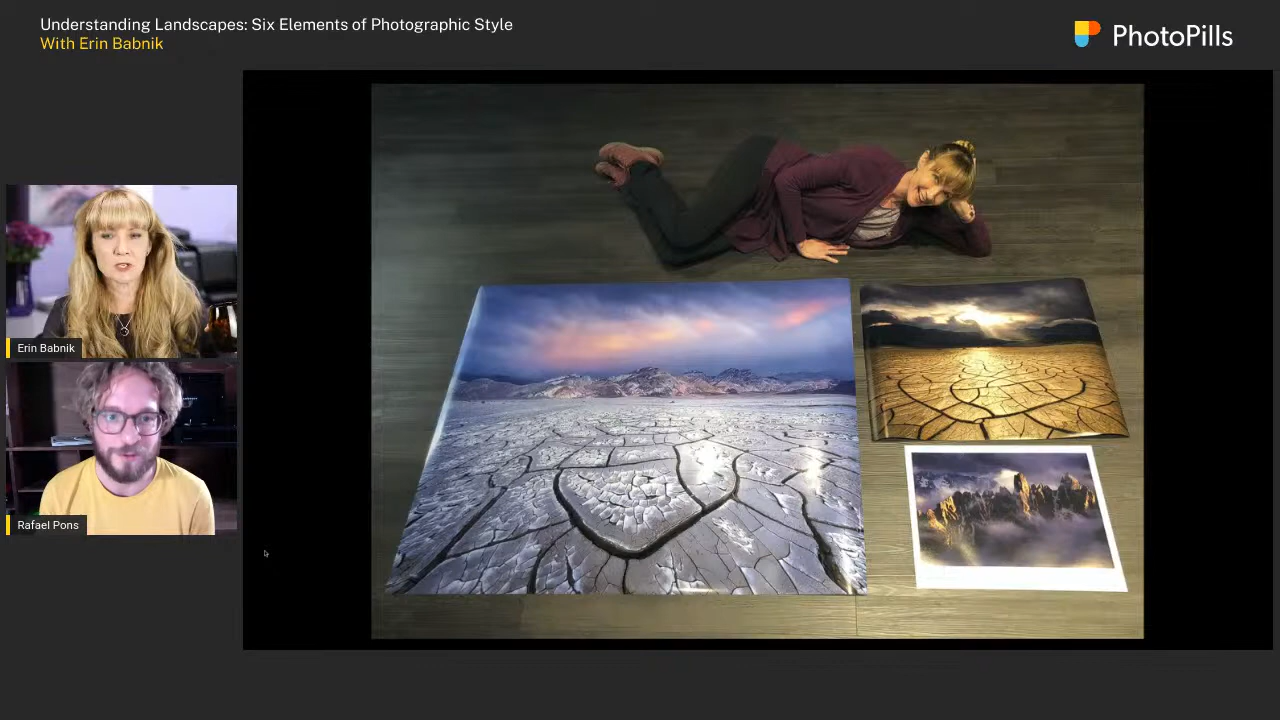 Understanding Landscapes: Six Elements of Photographic Style
With Erin Babnik
PhotoPills
Erin Babnik
Rafael Pons